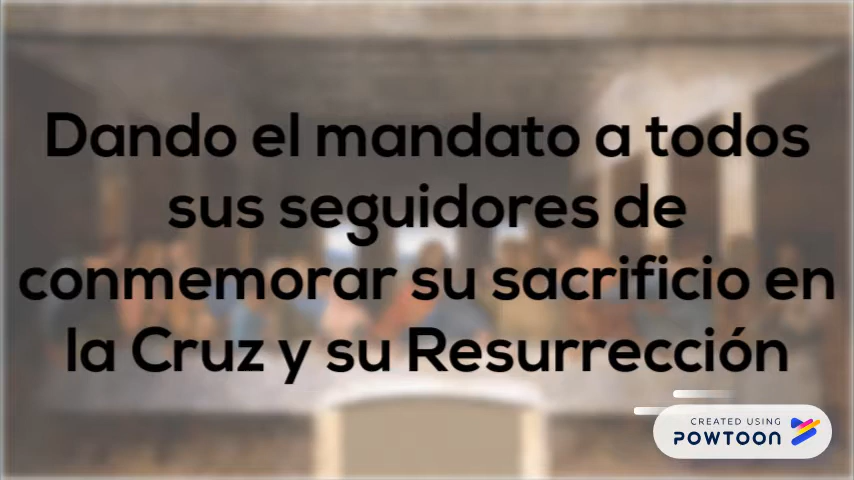 Dando el mandato a todos
sus seguidores de
conmemorar su sacrificio en
la Cruz y su Resurrección
CREATED USING
POWTOON